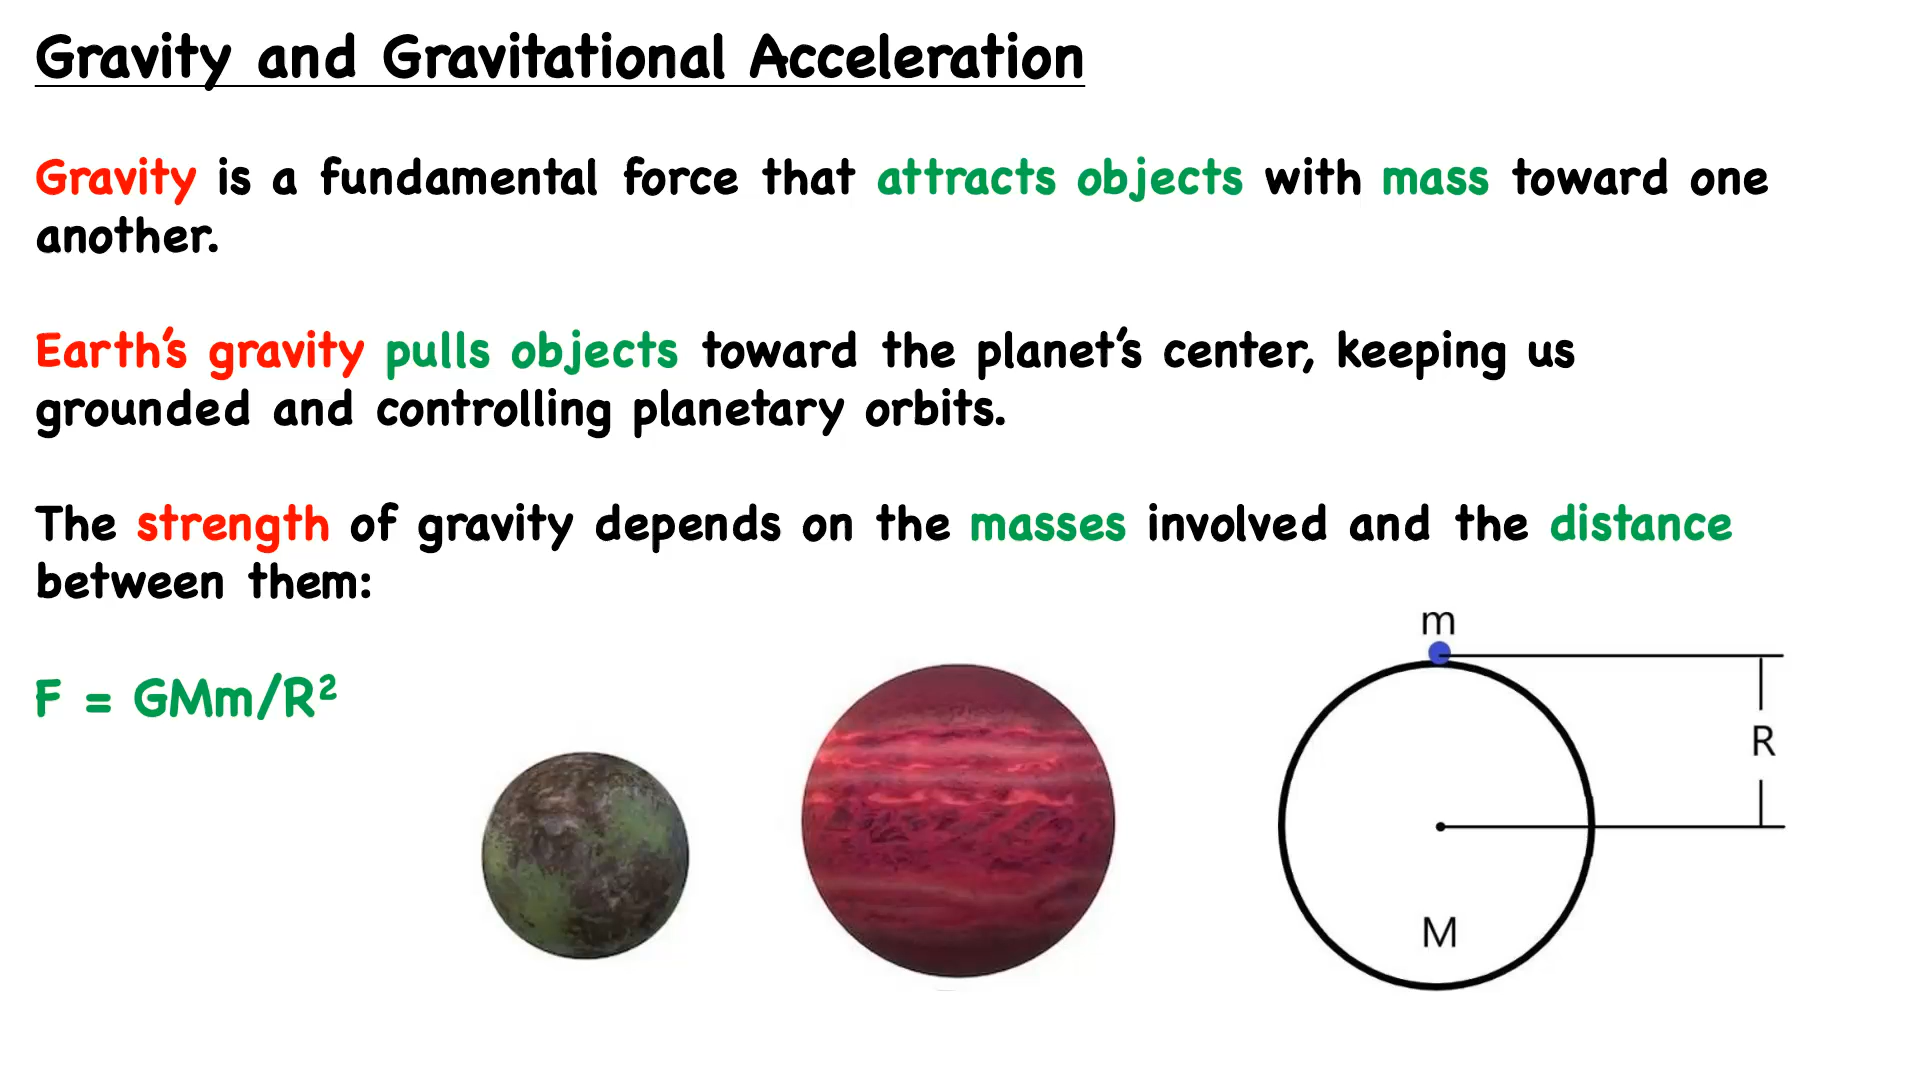 Gravity and Gravitational Acceleration
Gravity is a fundamental force that attracts objects with mass toward one
another.
Earth’s gravity pulls objects toward the planet’s center, keeping us
grounded and controlling planetary orbits.
The strength of gravity depends on the masses involved and the distance
between them:
F = GMm/R²
m
R
M